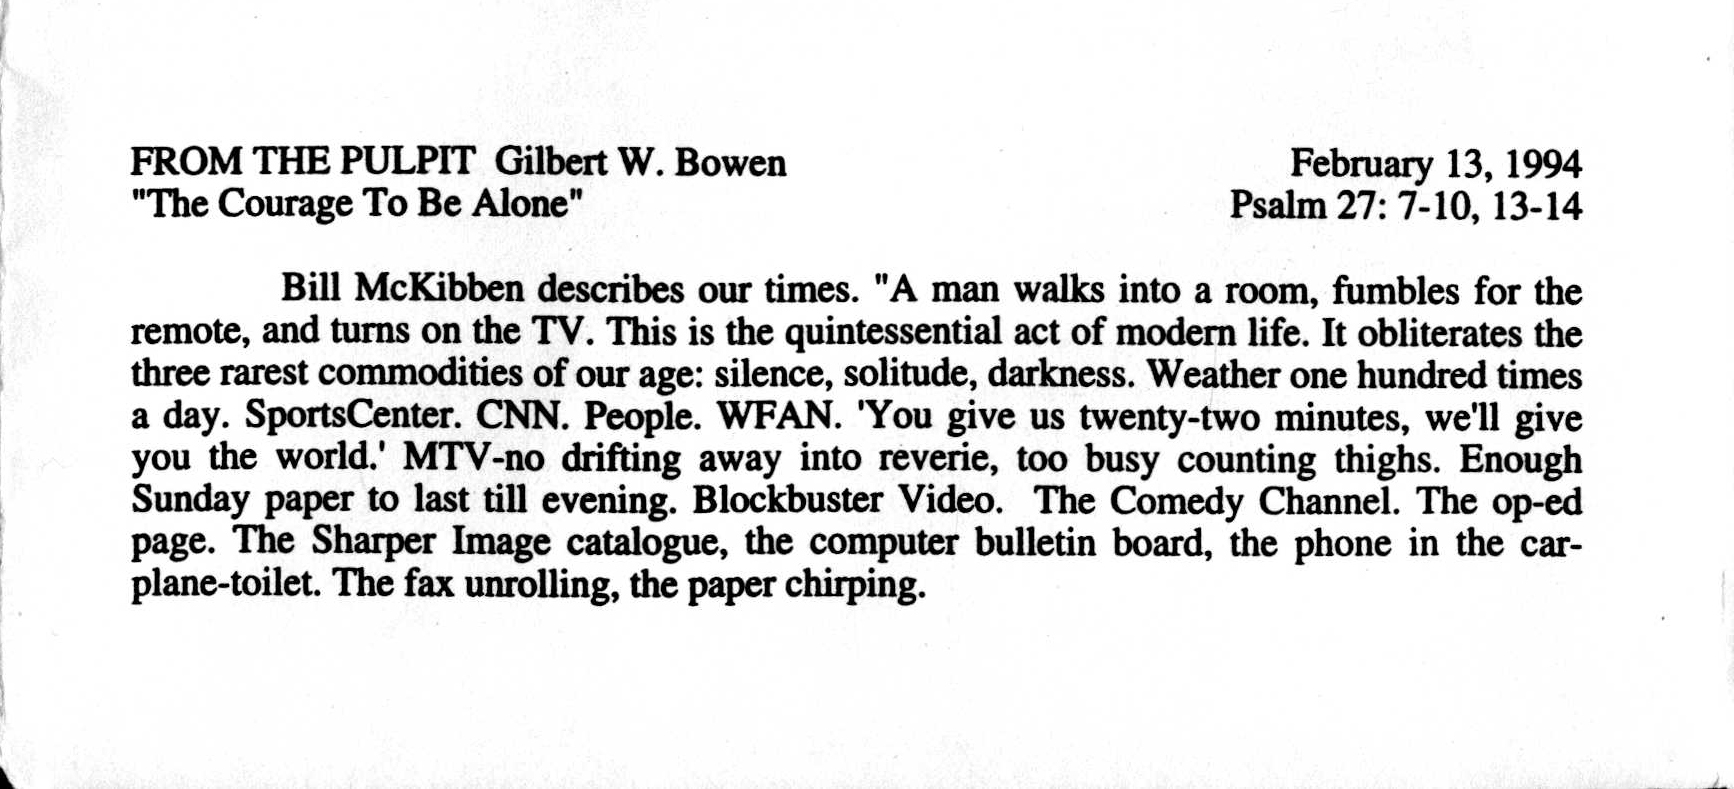 FROM THE PULPIT Gilbert W. Bowen February 13, 1994
"The Courage To Be Alone" Psalm 27: 7-10, 13-14
Bill McKibben describes our times. "A man walks into a room, fumbles for the
remote, and turns on the TV. This is the quintessential act of modern life. It obliterates the
three rarest commodities of our age: silence, solitude, darkness. Weather one hundred times
a day. SportsCenter. CNN. People. WFAN. 'You give us twenty-two minutes, we'll give
you the world.' MTV-no drifting away into reverie, too busy counting thighs. Enough
Sunday paper to last till evening. Blockbuster Video. The Comedy Channel. The op-ed
page. The Sharper Image catalogue, the computer bulletin board, the phone in the car-
plane-toilet. The fax unrolling, the paper chirping.